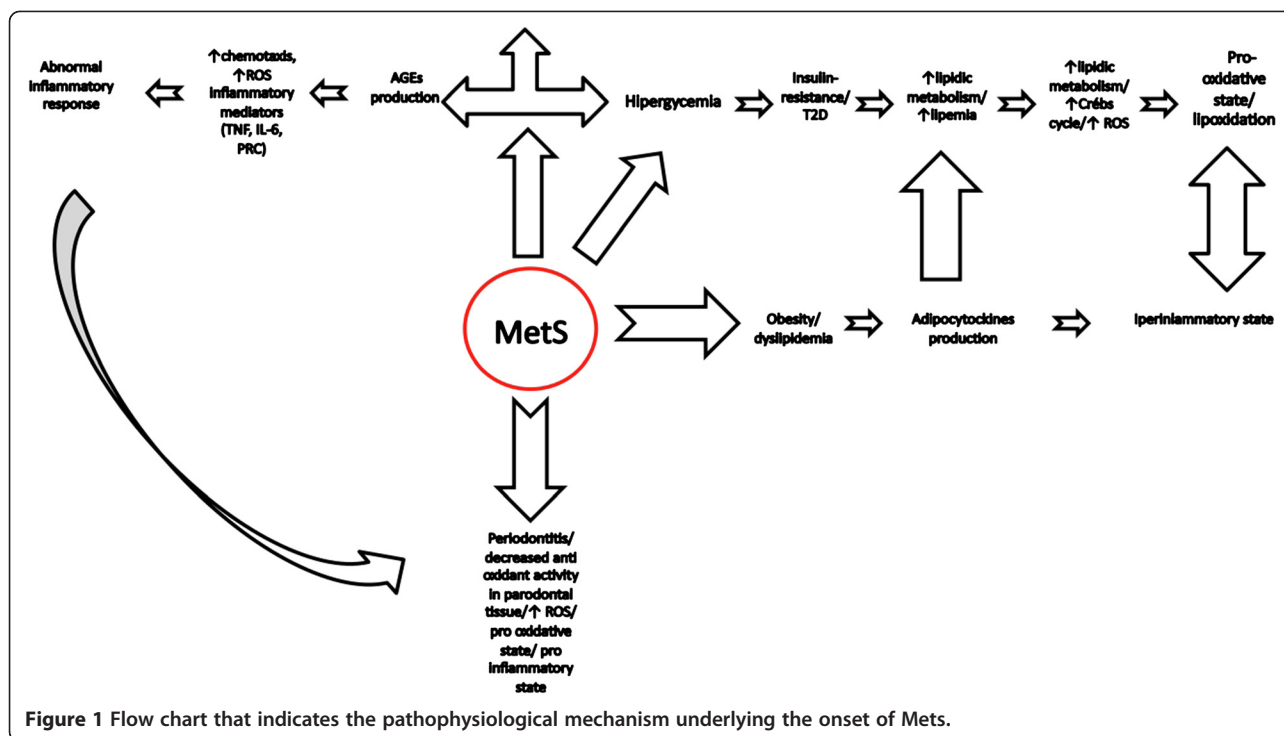 Abnormal
inflammatory
response
↑chemotaxis,
↑ROS
inflammatory
mediators
(TNF, IL-6,
PRC)
AGEs
production
Hipergycemia
Insulin-
resistance/
T2D
↑lipidic
metabolism/
↑lipemia
↑lipidic
metabolism/
↑Crébs
cycle/↑ ROS
Pro-
oxidative
state/
lipoxidation
MetS
Obesity/
dyslipidemia
Adipocytockines
production
Iperiniammatory state
Periodontitis/
decreased anti
oxidant activity
in parodontal
tissue/↑ ROS/
pro oxidative
state/ pro
inflammatory
state
Figure 1 Flow chart that indicates the pathophysiological mechanism underlying the onset of Mets.